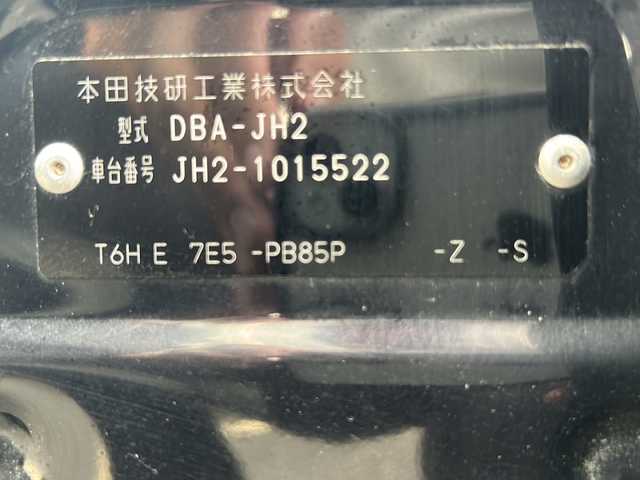 本田技研工業株式会社
型式 DBA-JH2
車台番号 JH2-1015522
T6H E 7E5 -PB85P -Z -S